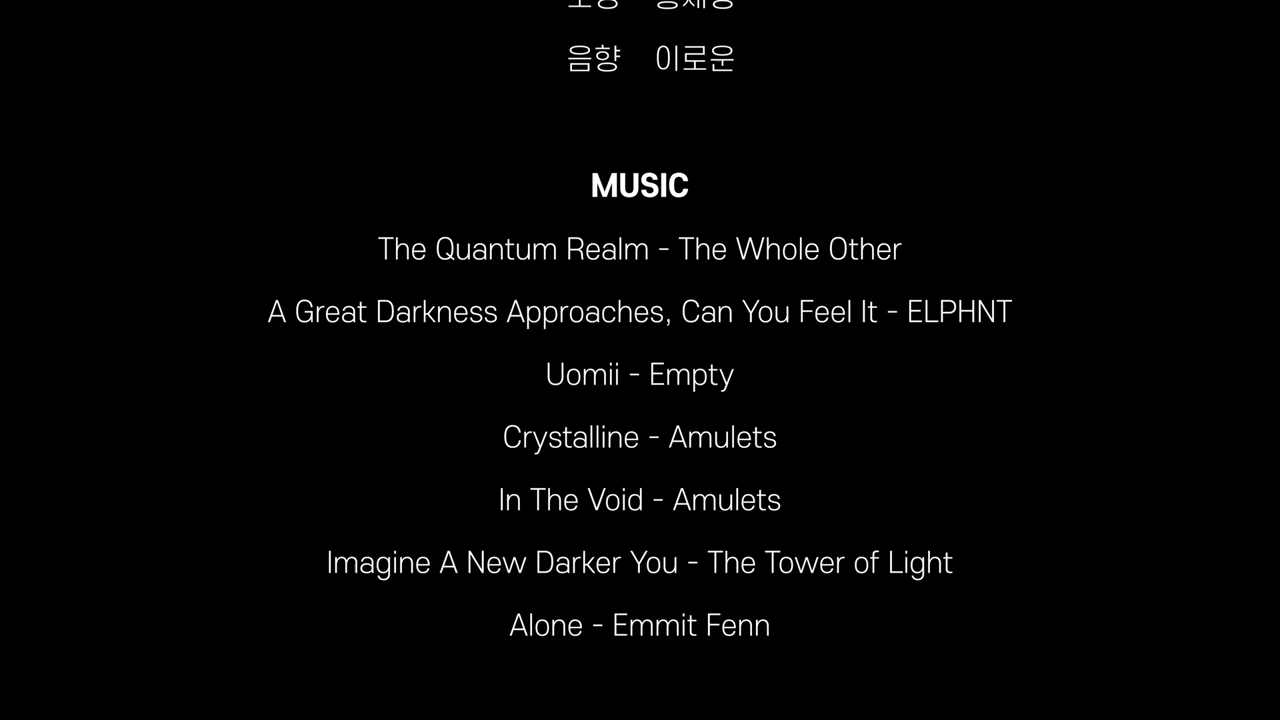 음향 이로운
MUSIC
The Quantum Realm - The Whole Other
A Great Darkness Approaches, Can You Feel It - ELPHNT
Uomii - Empty
Crystalline - Amulets
In The Void - Amulets
Imagine A New Darker You - The Tower of Light
Alone - Emmit Fenn